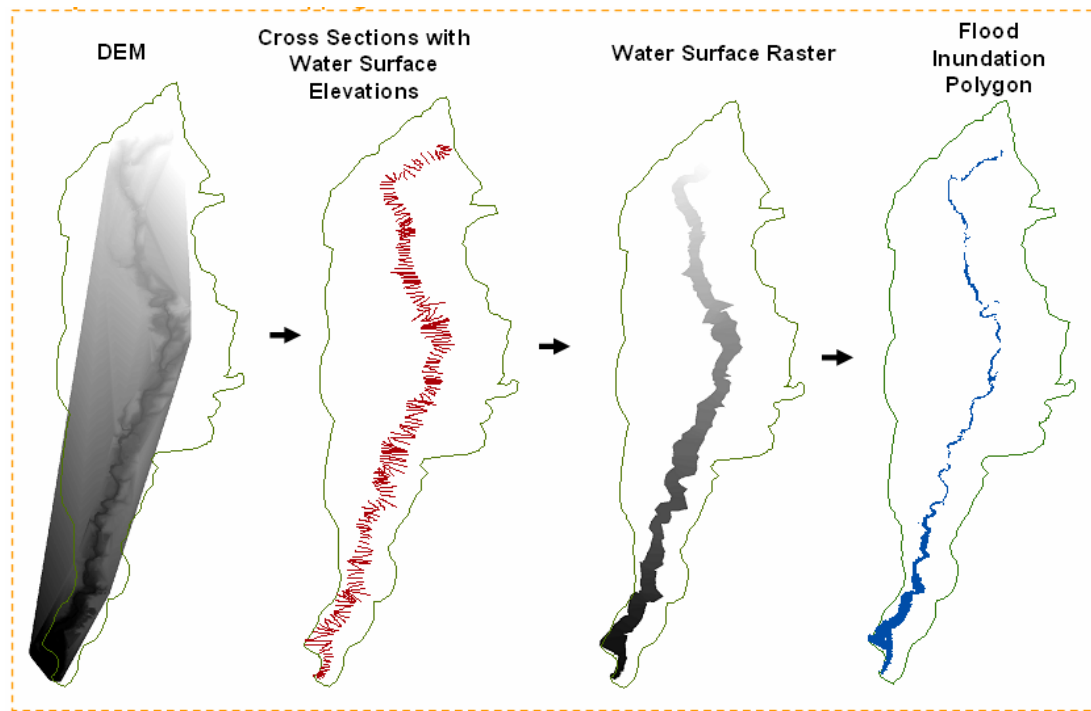 DEM
Cross Sections with
Water Surface
Elevations
Water Surface Raster
Flood
Inundation
Polygon